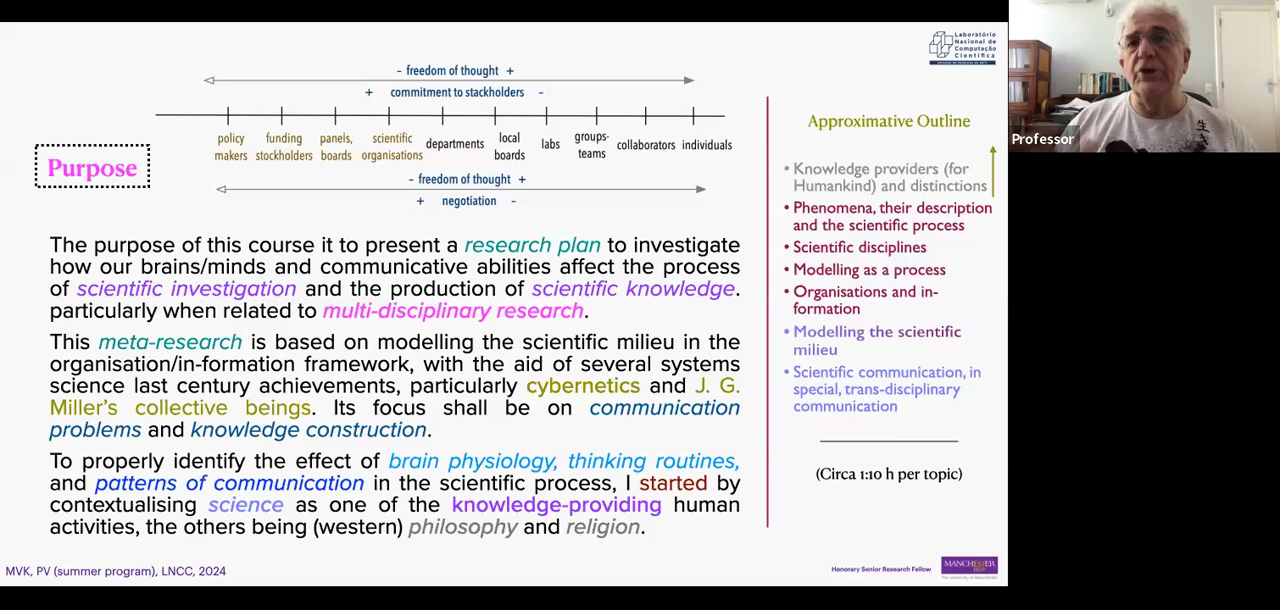 Laboratório
Nacional de
Computação
Científica
- freedom of thought +
+ commitment to stackholders -
policy makers
funding stockholders
panels, boards
scientific organisations
departments
local boards
labs
groups-teams
collaborators
individuals
- freedom of thought +
+ negotiation -
Purpose
The purpose of this course it to present a research plan to investigate
how our brains/minds and communicative abilities affect the process
of scientific investigation and the production of scientific knowledge.
particularly when related to multi-disciplinary research.
This meta-research is based on modelling the scientific milieu in the
organisation/in-formation framework, with the aid of several systems
science last century achievements, particularly cybernetics and J. G.
Miller's collective beings. Its focus shall be on communication
problems and knowledge construction.
To properly identify the effect of brain physiology, thinking routines,
and patterns of communication in the scientific process, I started by
contextualising science as one of the knowledge-providing human
activities, the others being (western) philosophy and religion.
Approximative Outline
• Knowledge providers (for
Humankind) and distinctions
• Phenomena, their description
and the scientific process
• Scientific disciplines
• Modelling as a process
• Organisations and in-
formation
• Modelling the scientific
milieu
• Scientific communication, in
special, trans-disciplinary
communication
(Circa 1:10 h per topic)
MVK, PV (summer program), LNCC, 2024
Honorary Senior Research Fellow
MANCHESTER
1824
The University of Manchester
Professor